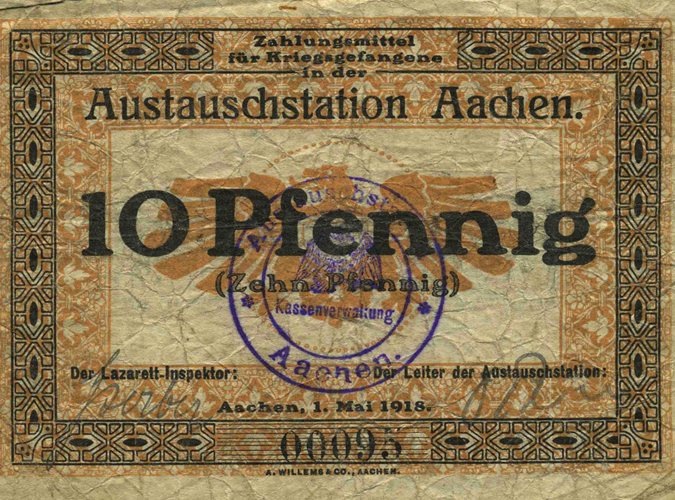 Zahlungsmittel
für Kriegsgefangene
in der
Austauschstation Aachen.
10 Pfennig
(Zehn Pfennig)
Austauschst.
Kassenverwaltung
* Aachen. *
Der Lazarett-Inspektor: Der Leiter der Austauschstation:
Aachen, 1. Mai 1918.
00095
A. WILLEMS & CO., AACHEN.